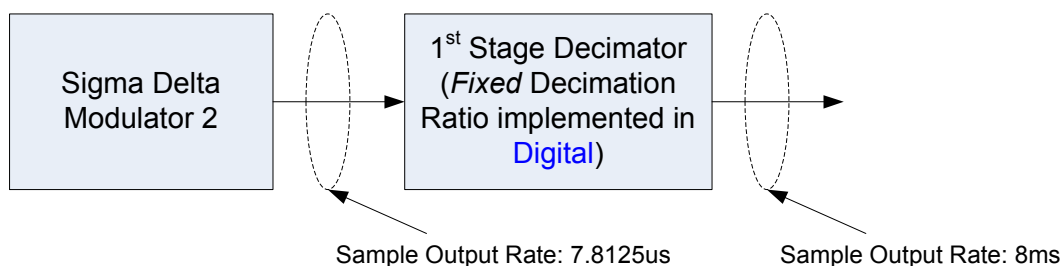 Sigma Delta
Modulator 2
1st Stage Decimator
(Fixed Decimation
Ratio implemented in
Digital)
Sample Output Rate: 7.8125us
Sample Output Rate: 8ms